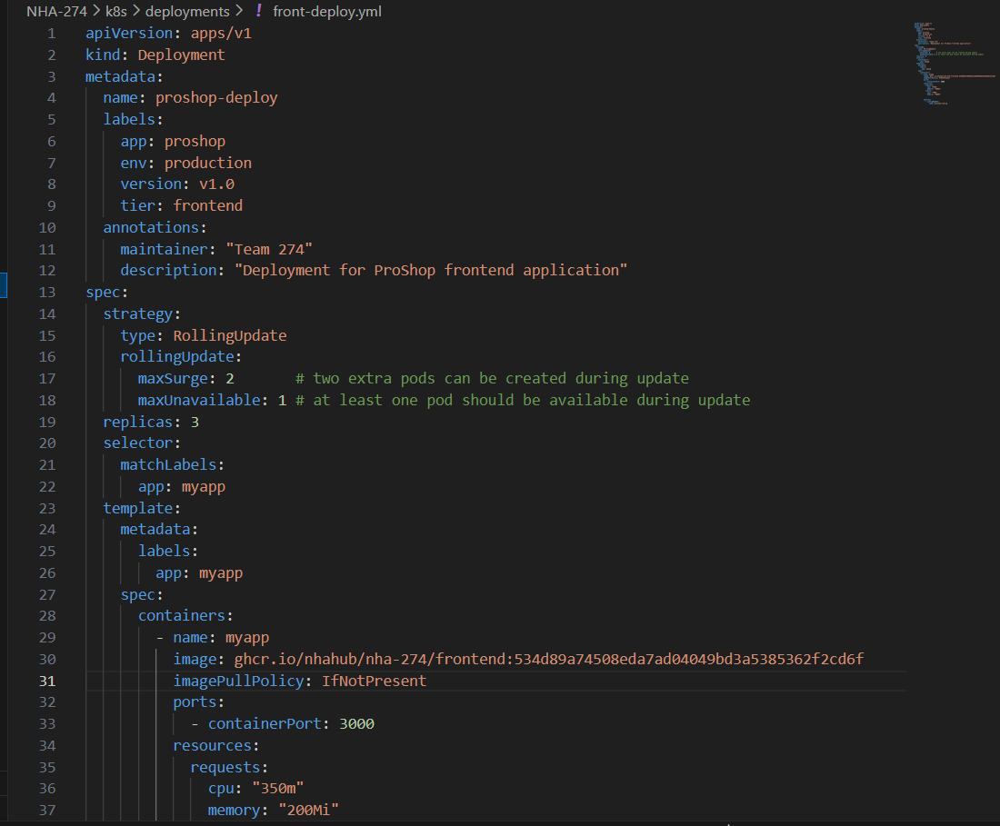 NHA-274 > k8s > deployments > ! front-deploy.yml
1 apiVersion: apps/v1
2 kind: Deployment
3 metadata:
4   name: proshop-deploy
5   labels:
6     app: proshop
7     env: production
8     version: v1.0
9     tier: frontend
10   annotations:
11     maintainer: "Team 274"
12     description: "Deployment for ProShop frontend application"
13 spec:
14   strategy:
15     type: RollingUpdate
16     rollingUpdate:
17       maxSurge: 2       # two extra pods can be created during update
18       maxUnavailable: 1 # at least one pod should be available during update
19   replicas: 3
20   selector:
21     matchLabels:
22       app: myapp
23   template:
24     metadata:
25       labels:
26         app: myapp
27     spec:
28       containers:
29         - name: myapp
30           image: ghcr.io/nhahub/nha-274/frontend:534d89a74508eda7ad04049bd3a5385362f2cd6f
31           imagePullPolicy: IfNotPresent
32           ports:
33             - containerPort: 3000
34           resources:
35             requests:
36               cpu: "350m"
37               memory: "200Mi"